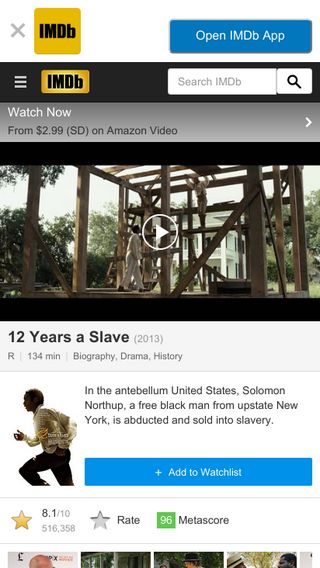 IMDb
Open IMDb App
IMDb
Search IMDb
Watch Now
From $2.99 (SD) on Amazon Video
12 Years a Slave (2013)
R | 134 min | Biography, Drama, History
In the antebellum United States, Solomon
Northup, a free black man from upstate New
York, is abducted and sold into slavery.
+ Add to Watchlist
8.1/10
516,358
Rate
96 Metascore